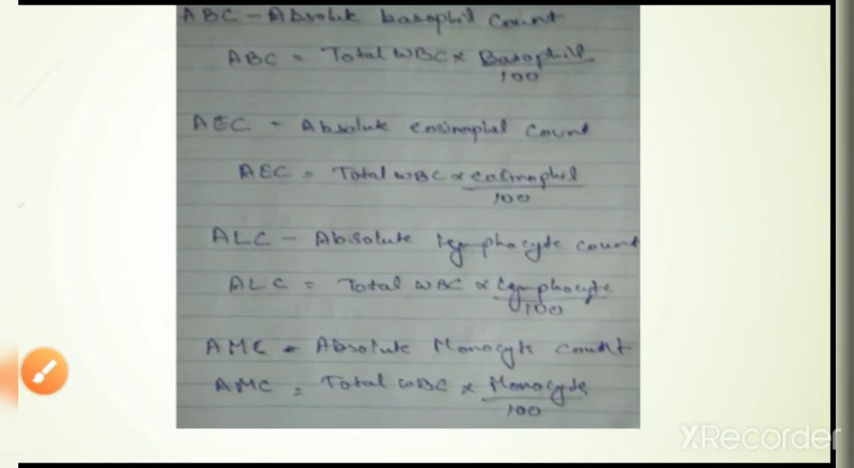 ABC - Absolute basophil Count
ABC = Total WBC x Basophill
100
AEC - Absolute eosinophil Count
AEC = Total WBC x eosinophil
100
ALC - Absolute lymphocyte count
ALC = Total WBC x Lymphocyte
100
AMC - Absolute Monocyte count
AMC = Total WBC x Monocyte
100
XRecorder